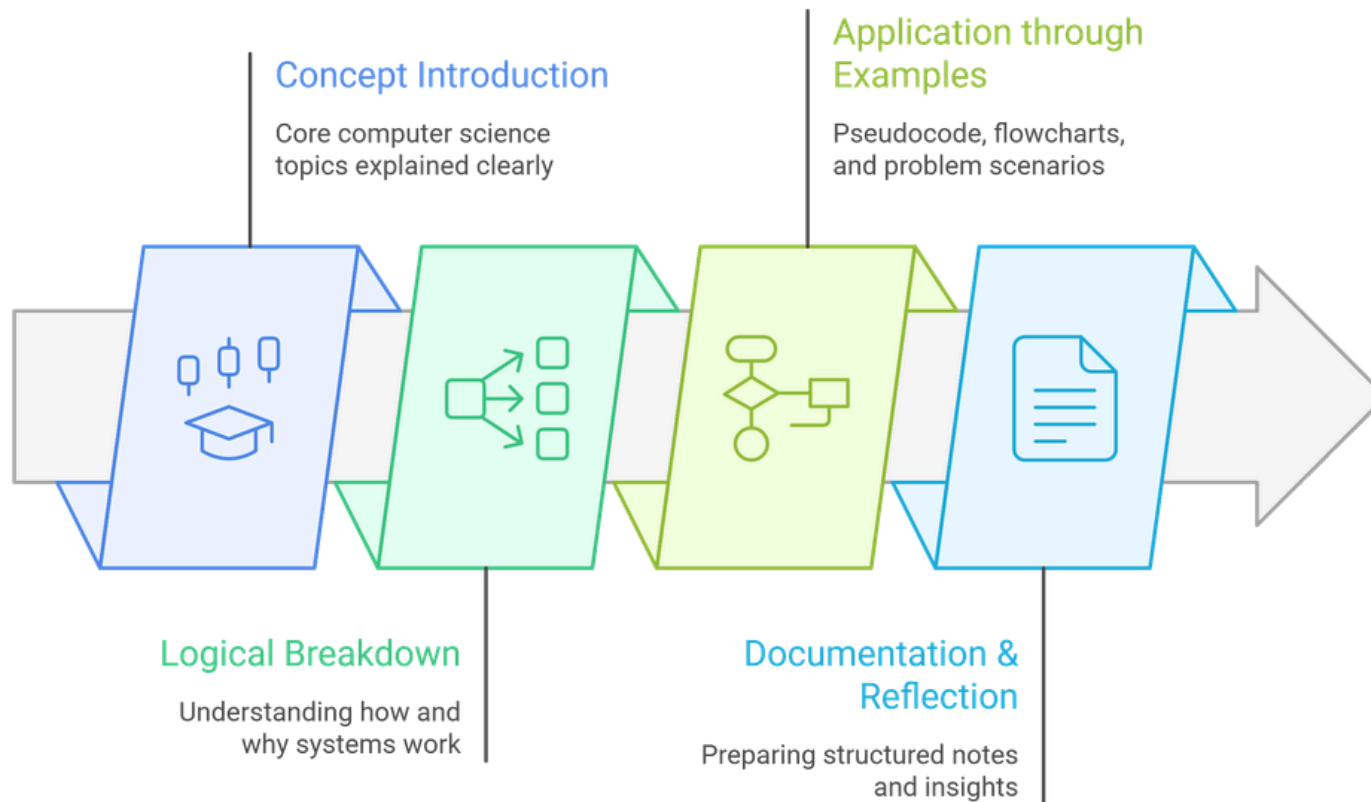 Concept Introduction
Core computer science
topics explained clearly
Logical Breakdown
Understanding how and
why systems work
Application through
Examples
Pseudocode, flowcharts,
and problem scenarios
Documentation &
Reflection
Preparing structured notes
and insights